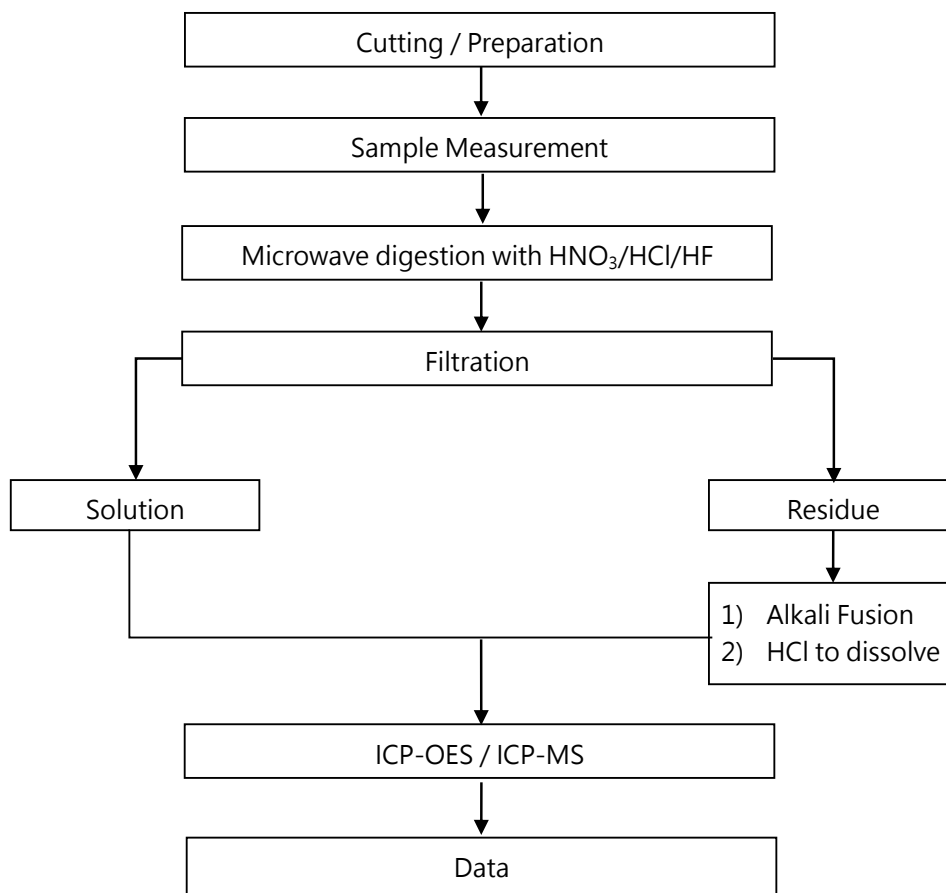 Cutting / Preparation
Sample Measurement
Microwave digestion with HNO₃/HCl/HF
Filtration
Solution
Residue
1) Alkali Fusion
2) HCl to dissolve
ICP-OES / ICP-MS
Data